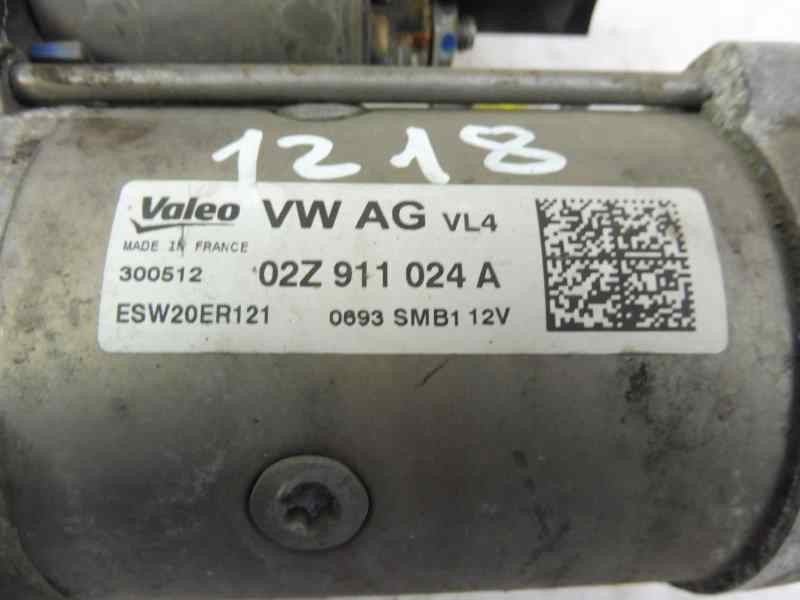 1218
Valeo VW AG VL4
MADE IN FRANCE
300512 02Z 911 024 A
ESW20ER121 0693 SMB1 12V